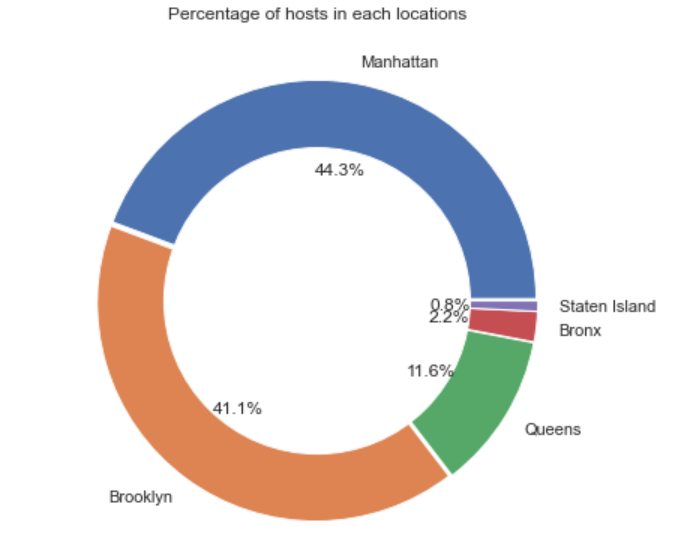 Percentage of hosts in each locations
Manhattan
44.3%
0.8%
Staten Island
2.2%
Bronx
11.6%
41.1%
Queens
Brooklyn